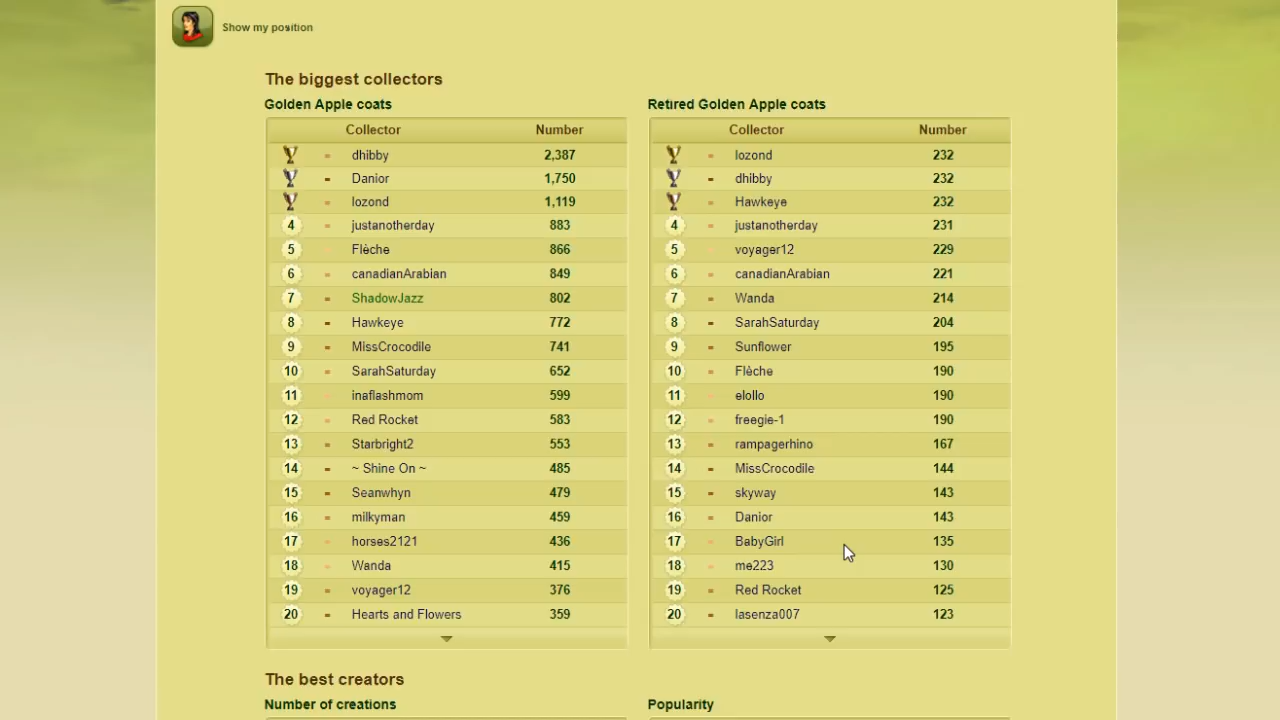 Show my position
The biggest collectors
Golden Apple coats
Collector Number
- dhibby 2,387
- Danior 1,750
- lozond 1,119
4 - justanotherday 883
5 - Flèche 866
6 - canadianArabian 849
7 - ShadowJazz 802
8 - Hawkeye 772
9 - MissCrocodile 741
10 - SarahSaturday 652
11 - inaflashmom 599
12 - Red Rocket 583
13 - Starbright2 553
14 - ~ Shine On ~ 485
15 - Seanwhyn 479
16 - milkyman 459
17 - horses2121 436
18 - Wanda 415
19 - voyager12 376
20 - Hearts and Flowers 359
Retired Golden Apple coats
Collector Number
- lozond 232
- dhibby 232
- Hawkeye 232
4 - justanotherday 231
5 - voyager12 229
6 - canadianArabian 221
7 - Wanda 214
8 - SarahSaturday 204
9 - Sunflower 195
10 - Flèche 190
11 - elollo 190
12 - freegie-1 190
13 - rampagerhino 167
14 - MissCrocodile 144
15 - skyway 143
16 - Danior 143
17 - BabyGirl 135
18 - me223 130
19 - Red Rocket 125
20 - lasenza007 123
The best creators
Number of creations
Popularity